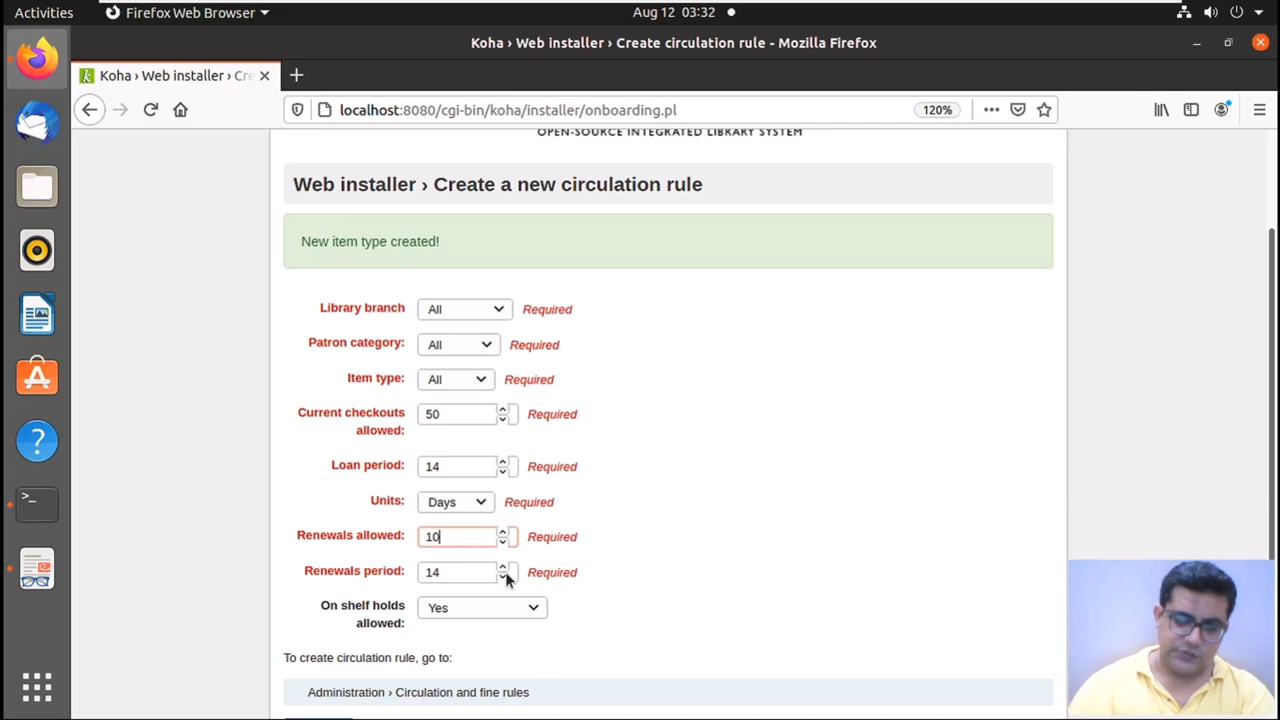 Activities
Firefox Web Browser
Aug 12 03:32
Koha › Web installer › Create circulation rule - Mozilla Firefox
Koha › Web installer › Cre
localhost:8080/cgi-bin/koha/installer/onboarding.pl
120%
OPEN-SOURCE INTEGRATED LIBRARY SYSTEM
Web installer › Create a new circulation rule
New item type created!
Library branch All Required
Patron category: All Required
Item type: All Required
Current checkouts allowed: 50 Required
Loan period: 14 Required
Units: Days Required
Renewals allowed: 10 Required
Renewals period: 14 Required
On shelf holds allowed: Yes
To create circulation rule, go to:
Administration › Circulation and fine rules